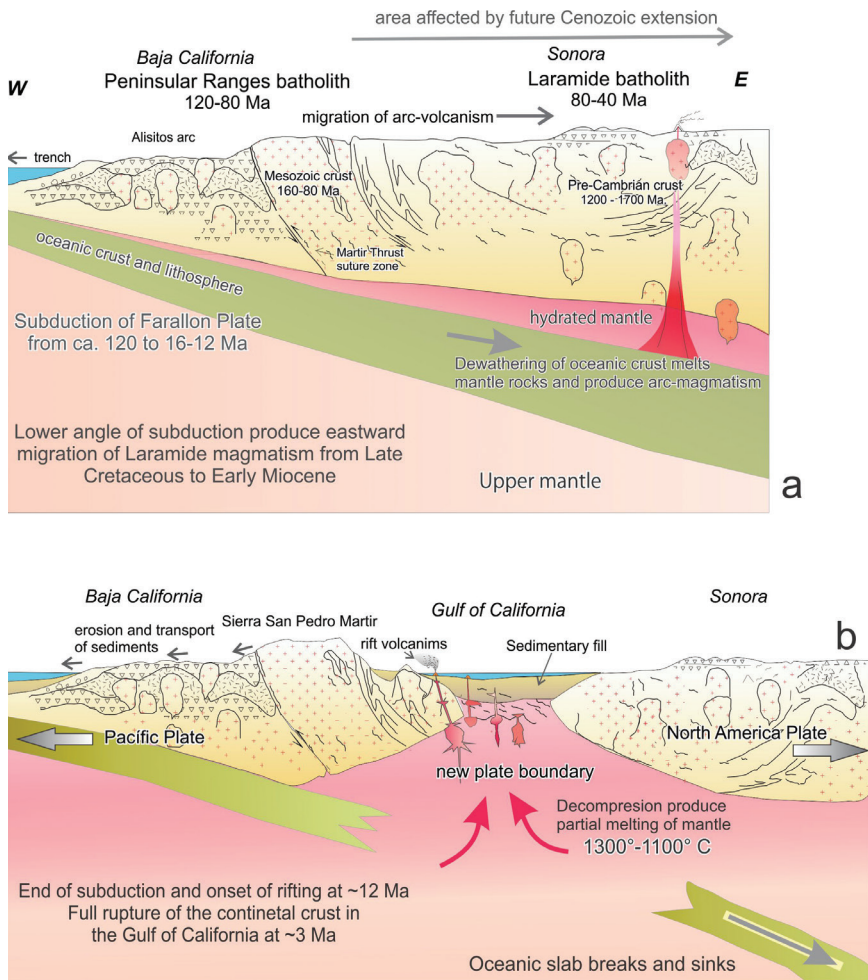 area affected by future Cenozoic extension
Baja California
Sonora
Peninsular Ranges batholith
120-80 Ma
Laramide batholith
80-40 Ma
W
E
migration of arc-volcanism
Alisitos arc
trench
Mesozoic crust
160-80 Ma
Pre-Cambrián crust
1200 - 1700 Ma
Martir Thrust
suture zone
oceanic crust and lithosphere
hydrated mantle
Subduction of Farallon Plate
from ca. 120 to 16-12 Ma
Dewathering of oceanic crust melts
mantle rocks and produce arc-magmatism
Lower angle of subduction produce eastward
migration of Laramide magmatism from Late
Cretaceous to Early Miocene
Upper mantle
a
Baja California
Gulf of California
Sonora
b
Sierra San Pedro Martir
erosion and transport
of sediments
rift volcanims
Sedimentary fill
Pacífic Plate
North America Plate
new plate boundary
Decompresion produce
partial melting of mantle
1300°-1100° C
End of subduction and onset of rifting at ~12 Ma
Full rupture of the continetal crust in
the Gulf of California at ~3 Ma
Oceanic slab breaks and sinks